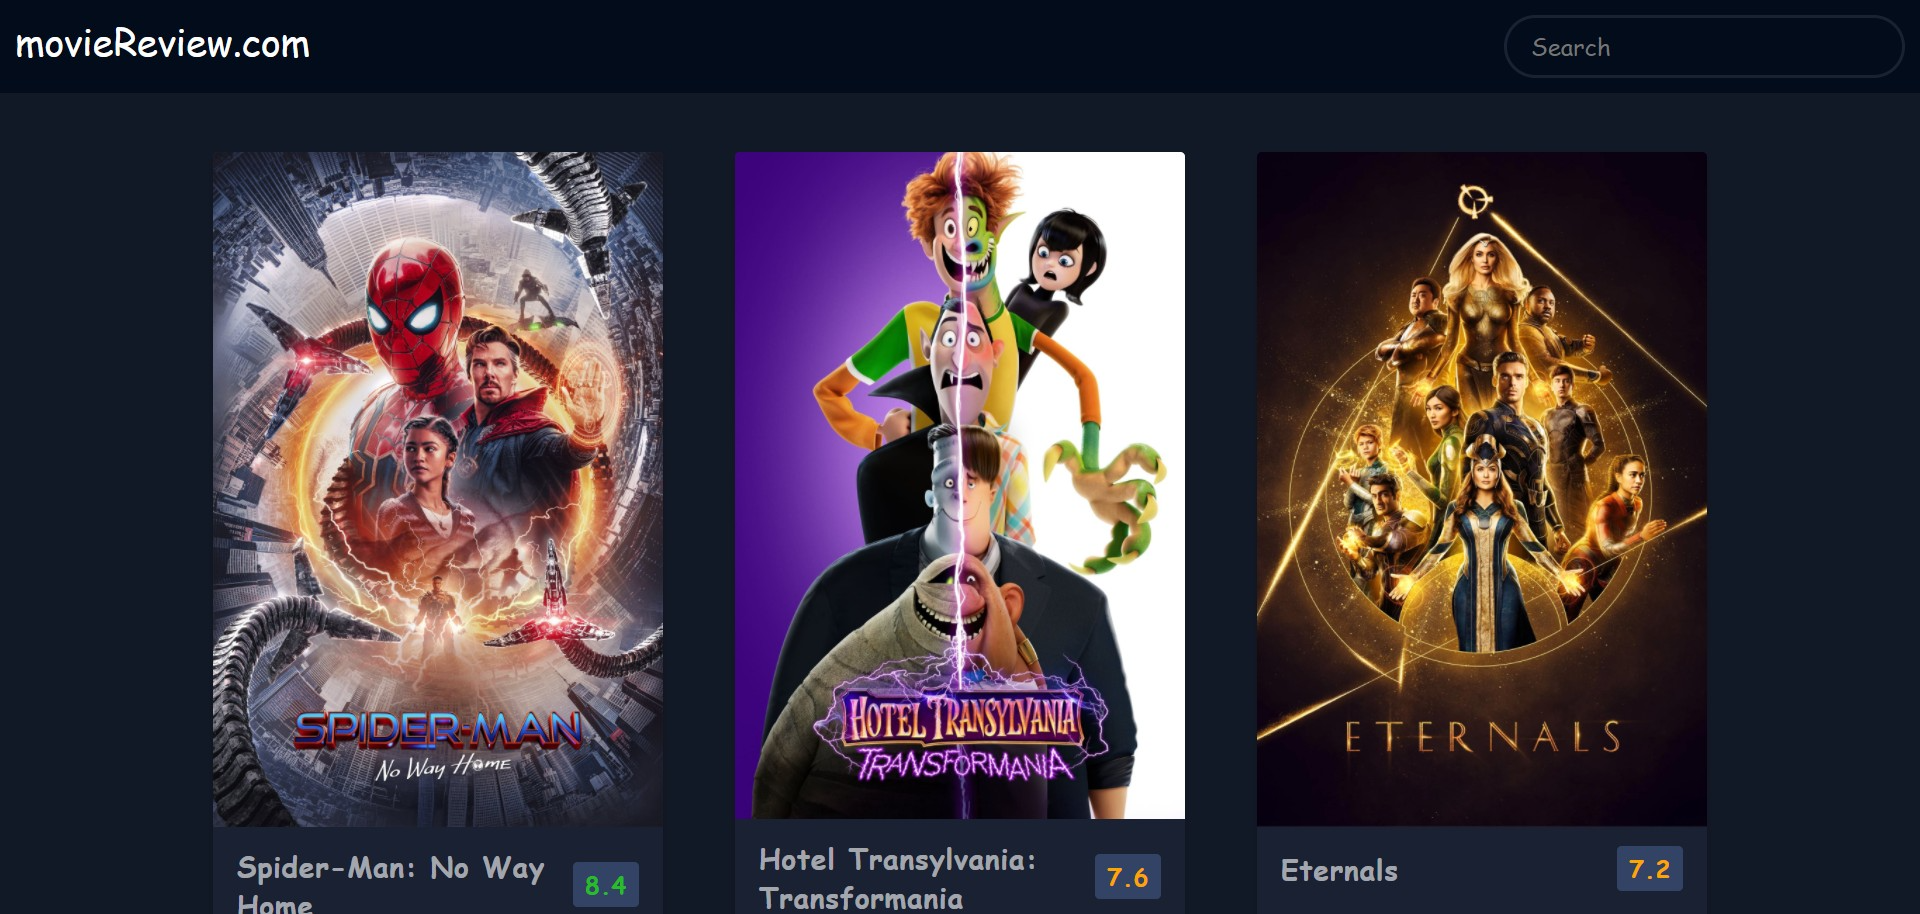 movieReview.com
Search
SPIDER-MAN
No Way Home
HOTEL TRANSYLVANIA
TRANSFORMANIA
ETERNALS
Spider-Man: No Way
Home
8.4
Hotel Transylvania:
Transformania
7.6
Eternals
7.2